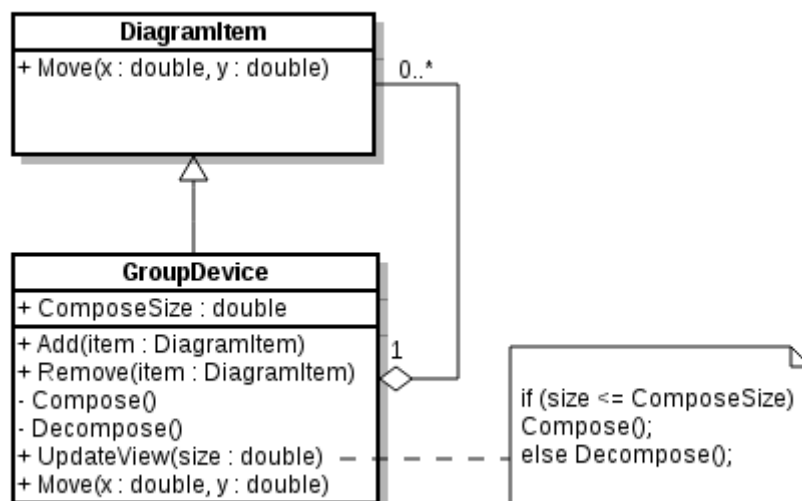 DiagramItem
+ Move(x : double, y : double)
0..*
GroupDevice
+ ComposeSize : double
+ Add(item : DiagramItem)
+ Remove(item : DiagramItem)
- Compose()
- Decompose()
+ UpdateView(size : double)
+ Move(x : double, y : double)
1
if (size <= ComposeSize)
Compose();
else Decompose();